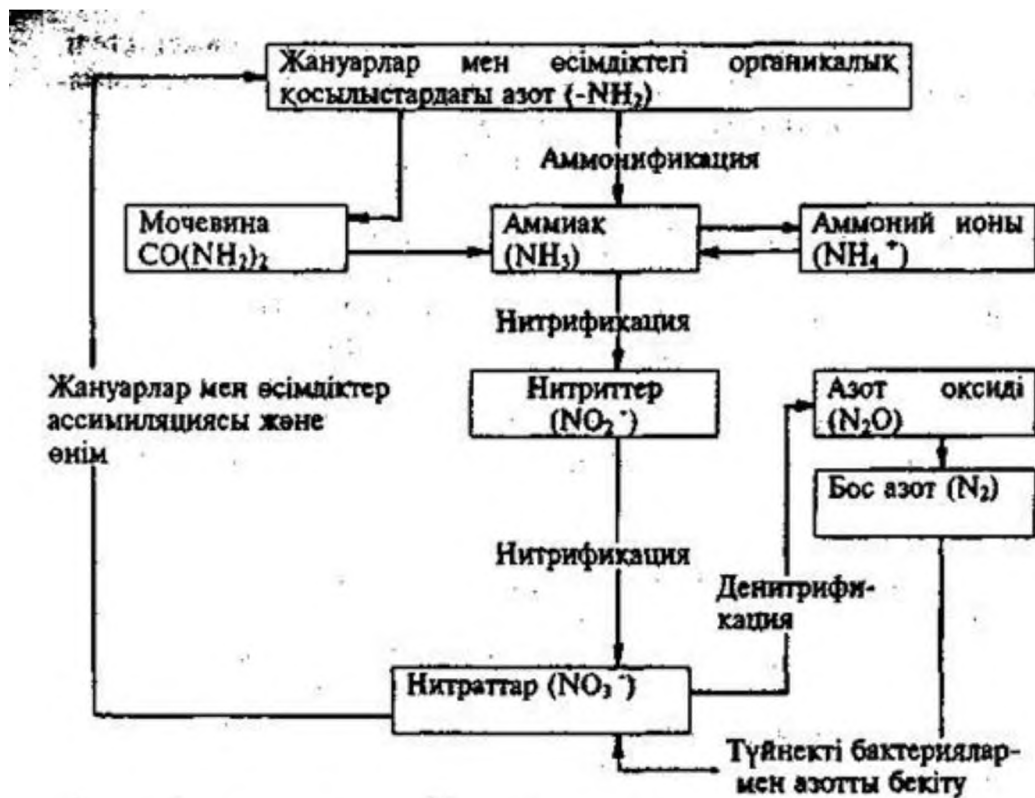 Жануарлар мен өсімдіктегі органикалық
қосылыстардағы азот (-NH₂)
Аммонификация
Мочевина
CO(NH₂)₂
Аммиак
(NH₃)
Аммоний ионы
(NH₄⁺)
Нитрификация
Жануарлар мен өсімдіктер
ассимиляциясы және
өнім
Нитриттер
(NO₂⁻)
Азот оксиді
(N₂O)
Бос азот (N₂)
Нитрификация
Денитрифи-
кация
Нитраттар (NO₃⁻)
Түйнекті бактериялар-
мен азотты бекіту